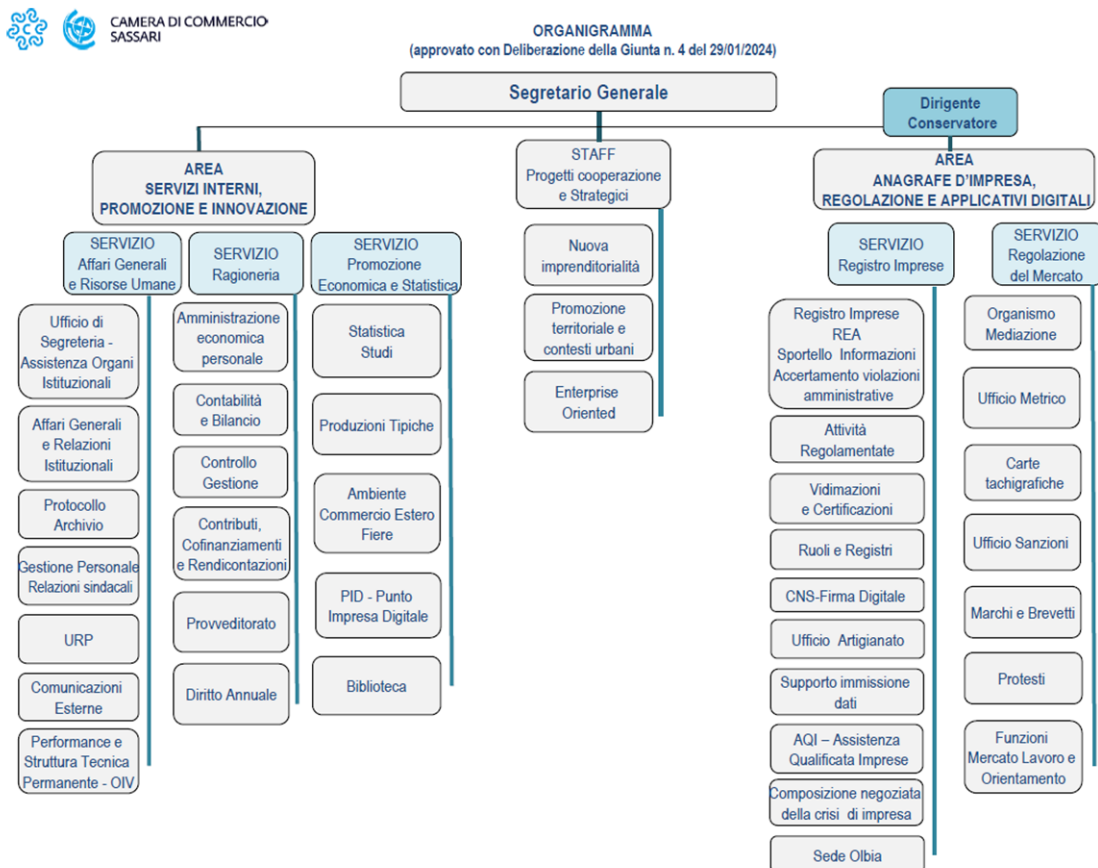 CAMERA DI COMMERCIO
SASSARI
ORGANIGRAMMA
(approvato con Deliberazione della Giunta n. 4 del 29/01/2024)
Segretario Generale
Dirigente
Conservatore
AREA
SERVIZI INTERNI,
PROMOZIONE E INNOVAZIONE
STAFF
Progetti cooperazione
e Strategici
AREA
ANAGRAFE D'IMPRESA,
REGOLAZIONE E APPLICATIVI DIGITALI
SERVIZIO
Affari Generali
e Risorse Umane
Ufficio di
Segreteria -
Assistenza Organi
Istituzionali
Affari Generali
e Relazioni
Istituzionali
Protocollo
Archivio
Gestione Personale
Relazioni sindacali
URP
Comunicazioni
Esterne
Performance e
Struttura Tecnica
Permanente - OIV
SERVIZIO
Ragioneria
Amministrazione
economica
personale
Contabilità
e Bilancio
Controllo
Gestione
Contributi,
Cofinanziamenti
e Rendicontazioni
Provveditorato
Diritto Annuale
SERVIZIO
Promozione
Economica e Statistica
Statistica
Studi
Produzioni Tipiche
Ambiente
Commercio Estero
Fiere
PID - Punto
Impresa Digitale
Biblioteca
Nuova
imprenditorialità
Promozione
territoriale e
contesti urbani
Enterprise
Oriented
SERVIZIO
Registro Imprese
Registro Imprese
REA
Sportello Informazioni
Accertamento violazioni
amministrative
Attività
Regolamentate
Vidimazioni
e Certificazioni
Ruoli e Registri
CNS-Firma Digitale
Ufficio Artigianato
Supporto immissione
dati
AQI – Assistenza
Qualificata Imprese
Composizione negoziata
della crisi di impresa
Sede Olbia
SERVIZIO
Regolazione
del Mercato
Organismo
Mediazione
Ufficio Metrico
Carte
tachigrafiche
Ufficio Sanzioni
Marchi e Brevetti
Protesti
Funzioni
Mercato Lavoro e
Orientamento